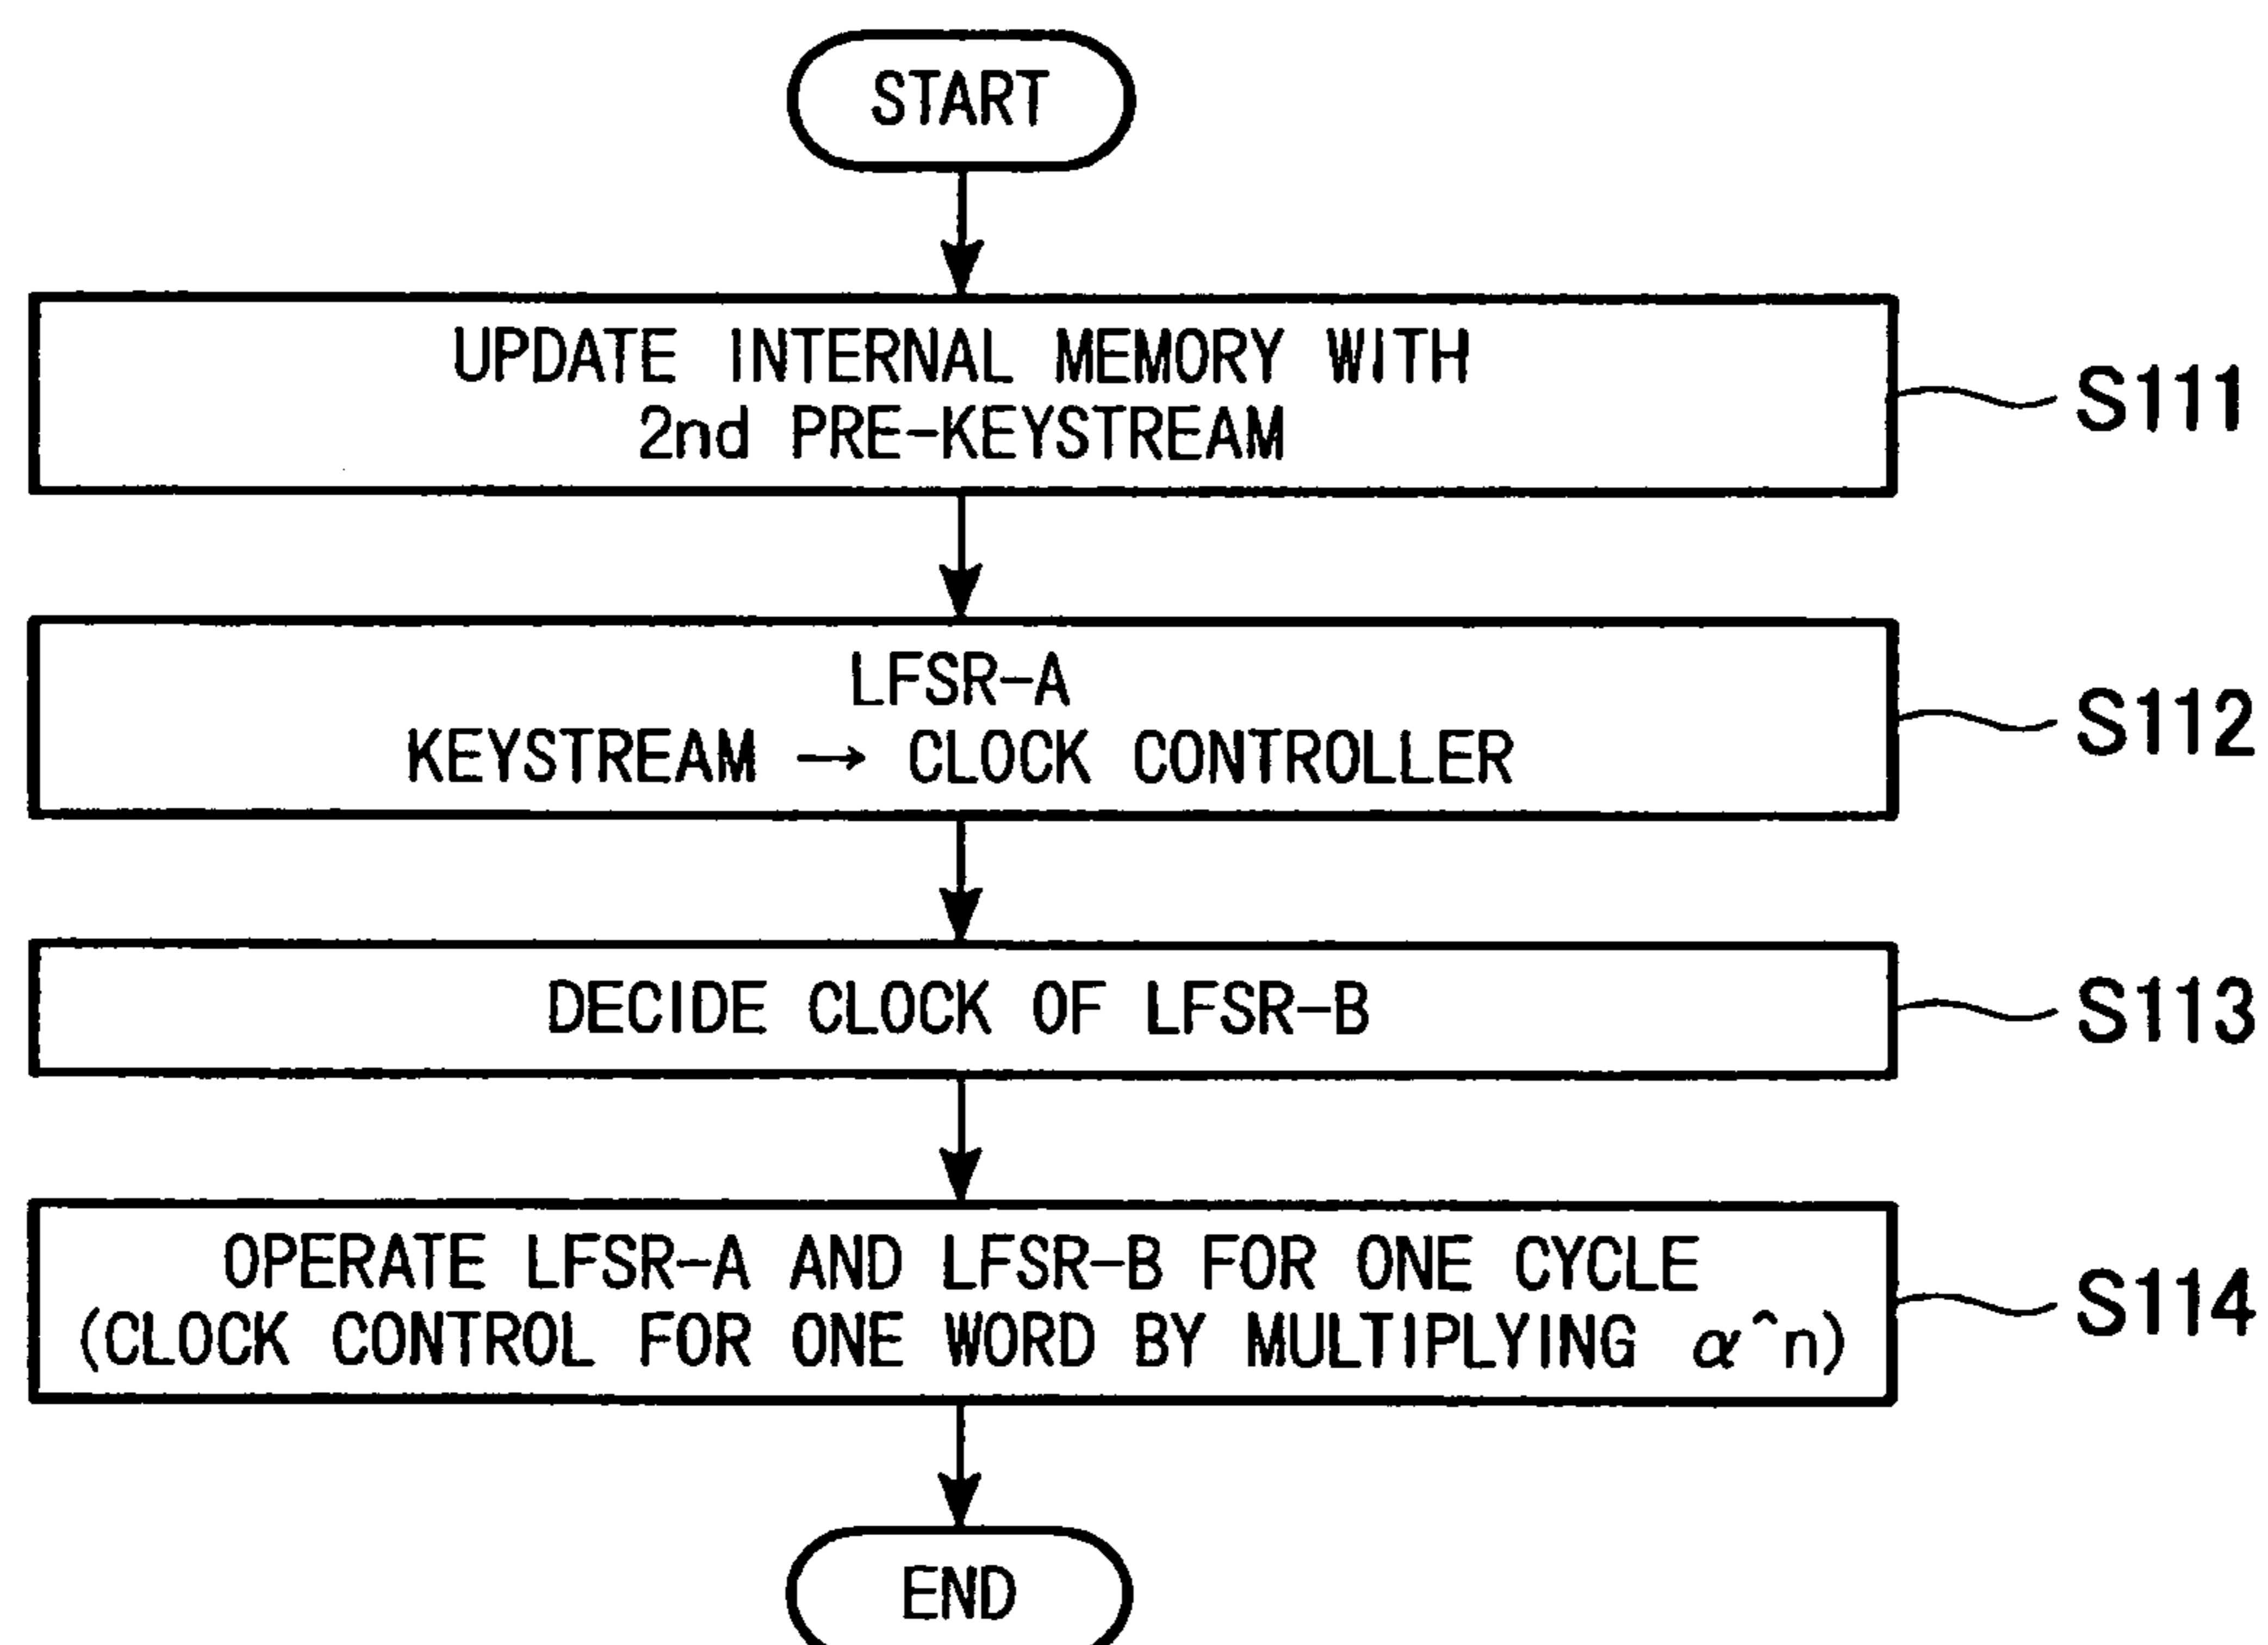 START
UPDATE INTERNAL MEMORY WITH
2nd PRE-KEYSTREAM
S111
LFSR-A
KEYSTREAM → CLOCK CONTROLLER
S112
DECIDE CLOCK OF LFSR-B
S113
OPERATE LFSR-A AND LFSR-B FOR ONE CYCLE
(CLOCK CONTROL FOR ONE WORD BY MULTIPLYING α^n)
S114
END